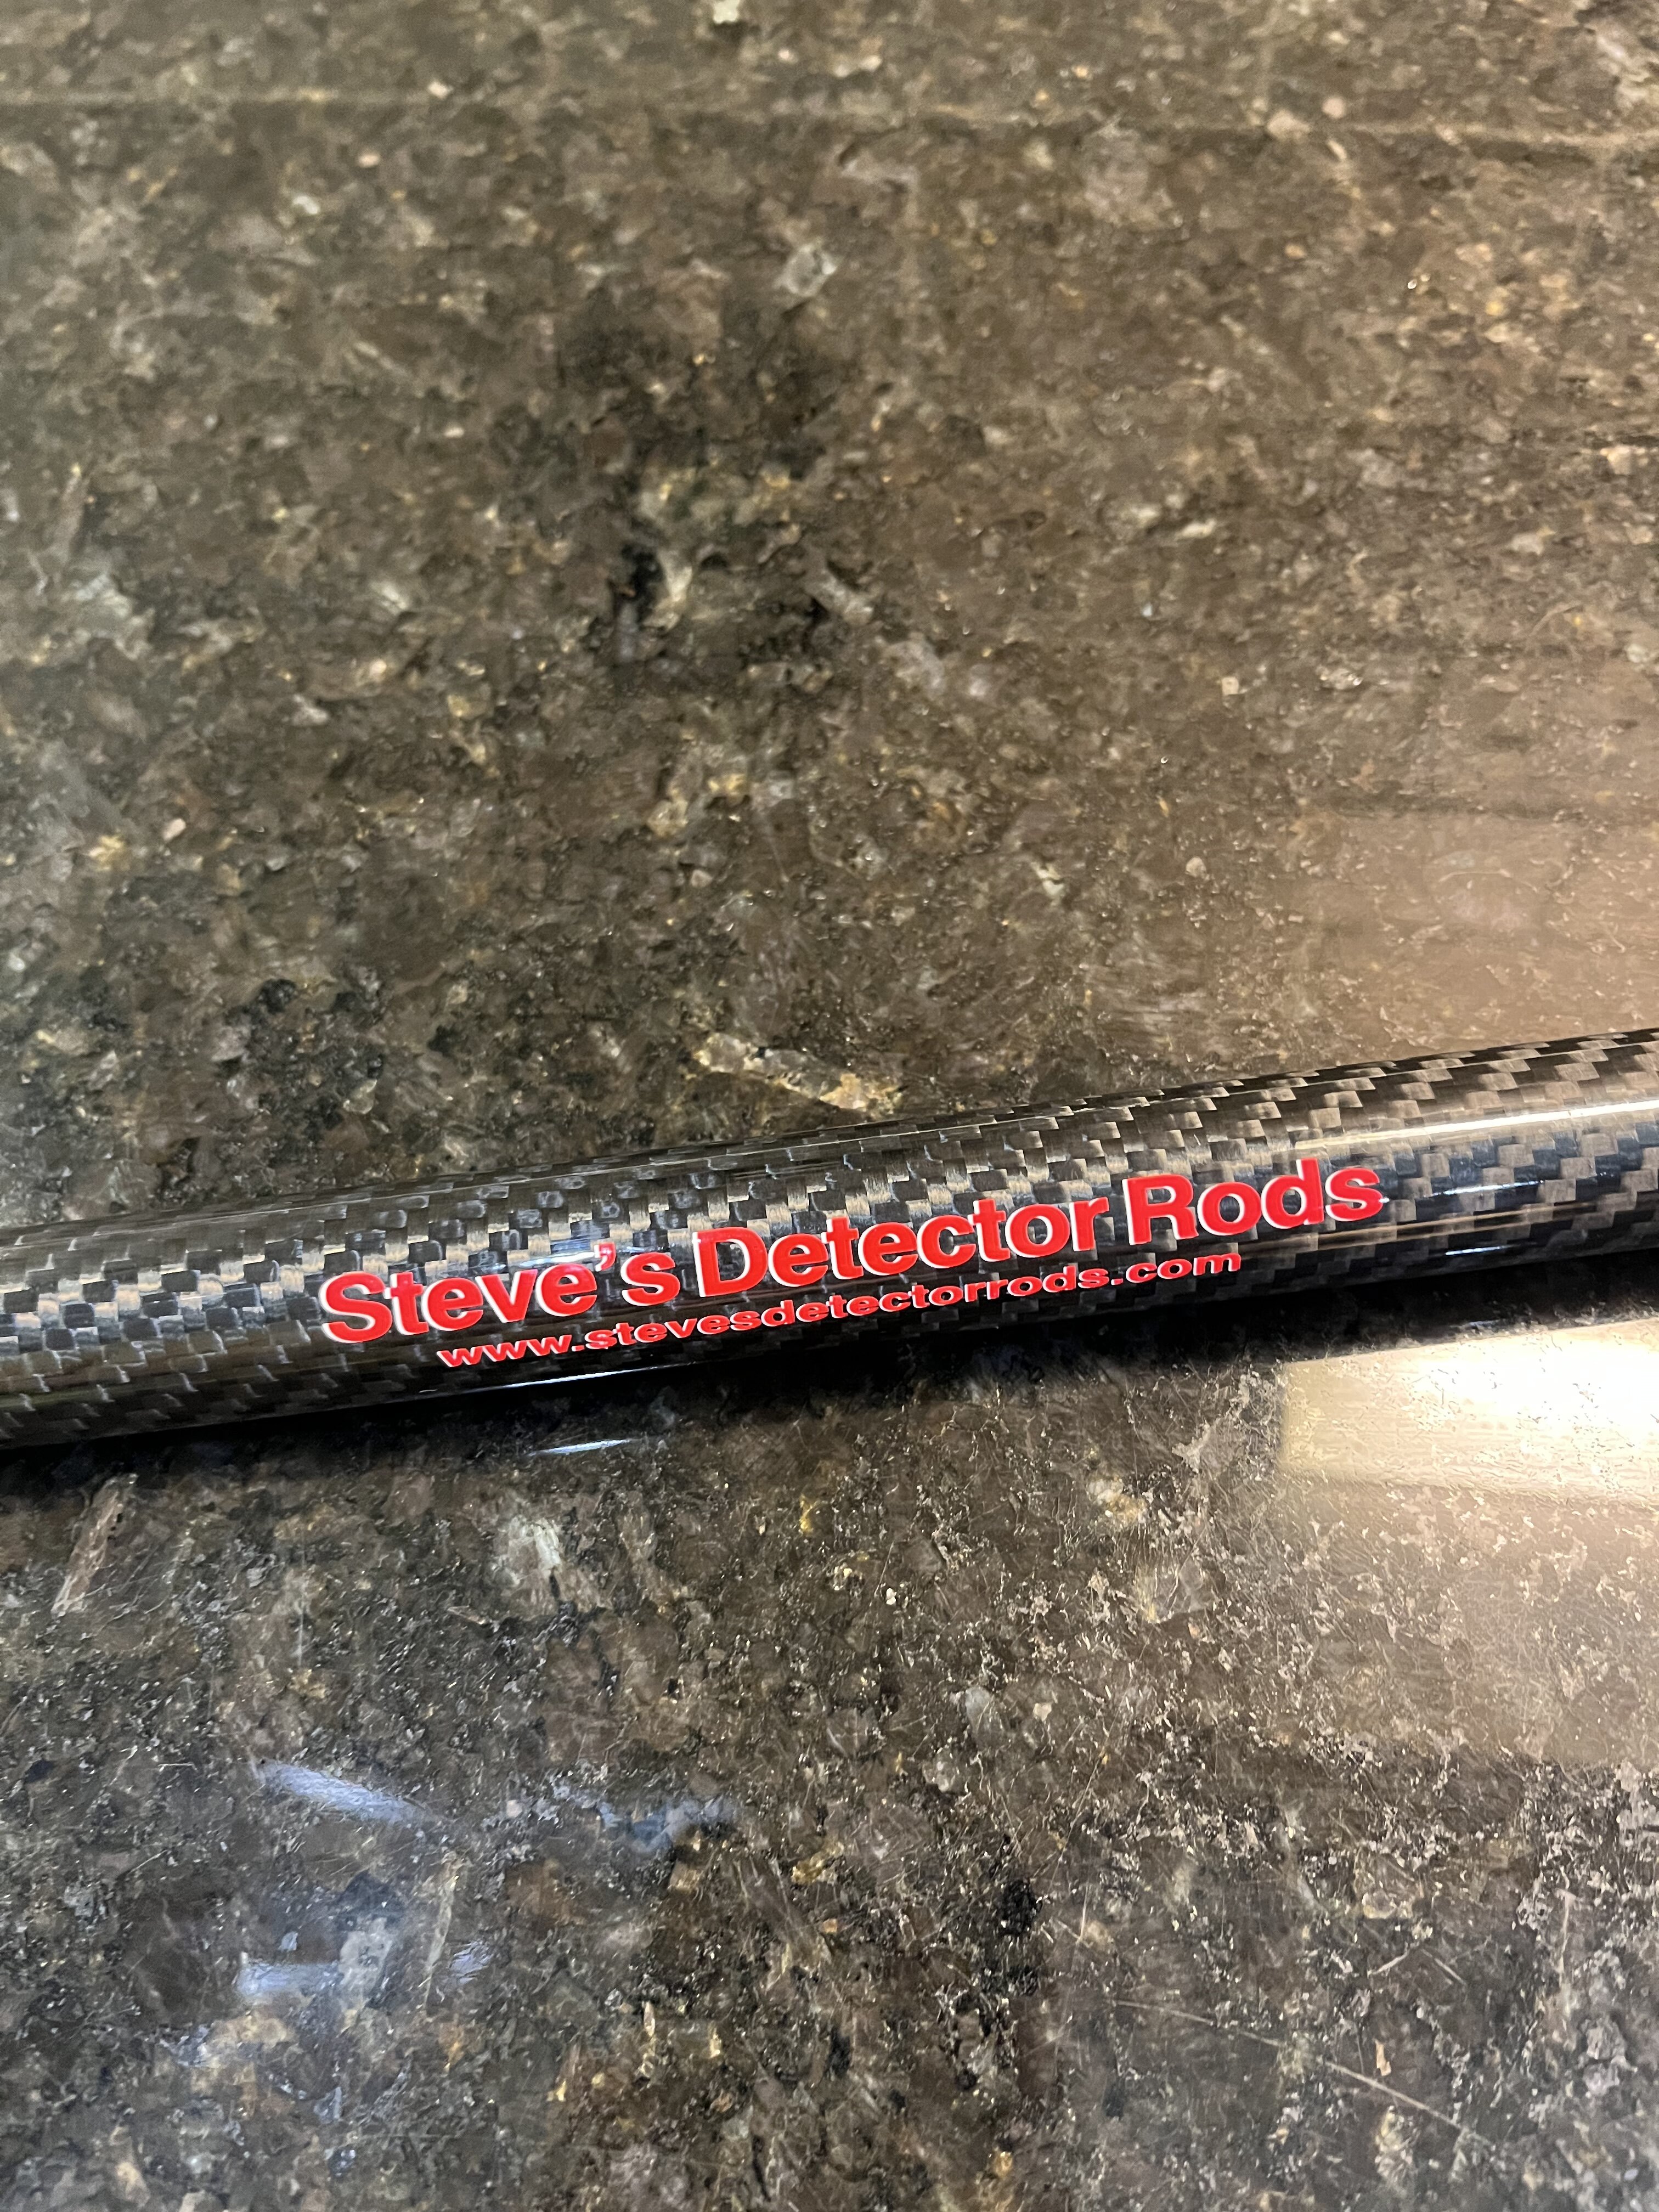 Steve's Detector Rods
www.stevesdetectorrods.com